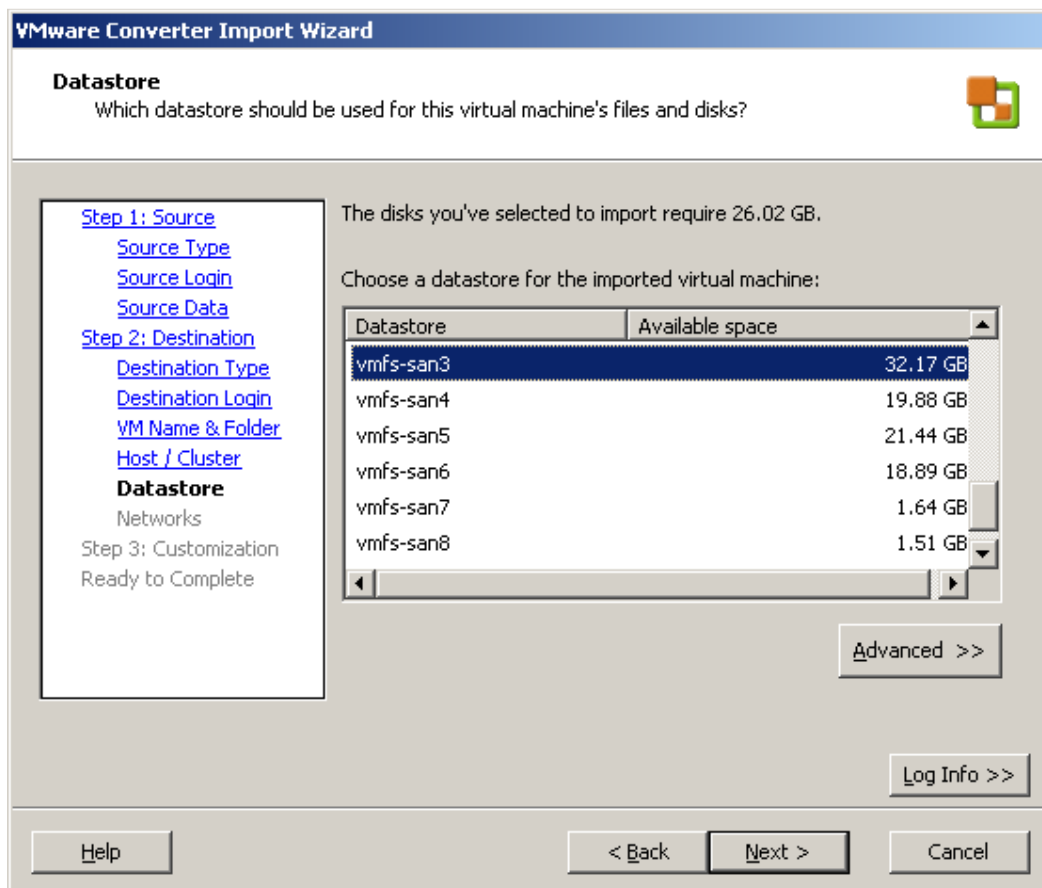 VMware Converter Import Wizard
Datastore
Which datastore should be used for this virtual machine's files and disks?
Step 1: Source
Source Type
Source Login
Source Data
Step 2: Destination
Destination Type
Destination Login
VM Name & Folder
Host / Cluster
Datastore
Networks
Step 3: Customization
Ready to Complete
The disks you've selected to import require 26.02 GB.
Choose a datastore for the imported virtual machine:
Datastore Available space
vmfs-san3 32.17 GB
vmfs-san4 19.88 GB
vmfs-san5 21.44 GB
vmfs-san6 18.89 GB
vmfs-san7 1.64 GB
vmfs-san8 1.51 GB
Advanced >>
Log Info >>
Help < Back Next > Cancel